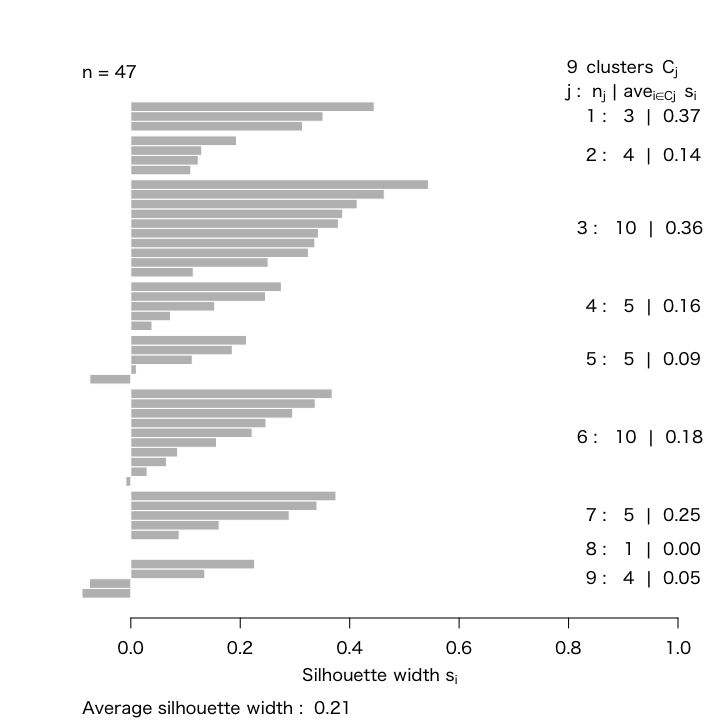 n = 47
9 clusters Cj
j : nj | avei∈Cj si
1 : 3 | 0.37
2 : 4 | 0.14
3 : 10 | 0.36
4 : 5 | 0.16
5 : 5 | 0.09
6 : 10 | 0.18
7 : 5 | 0.25
8 : 1 | 0.00
9 : 4 | 0.05
0.0 0.2 0.4 0.6 0.8 1.0
Silhouette width si
Average silhouette width : 0.21